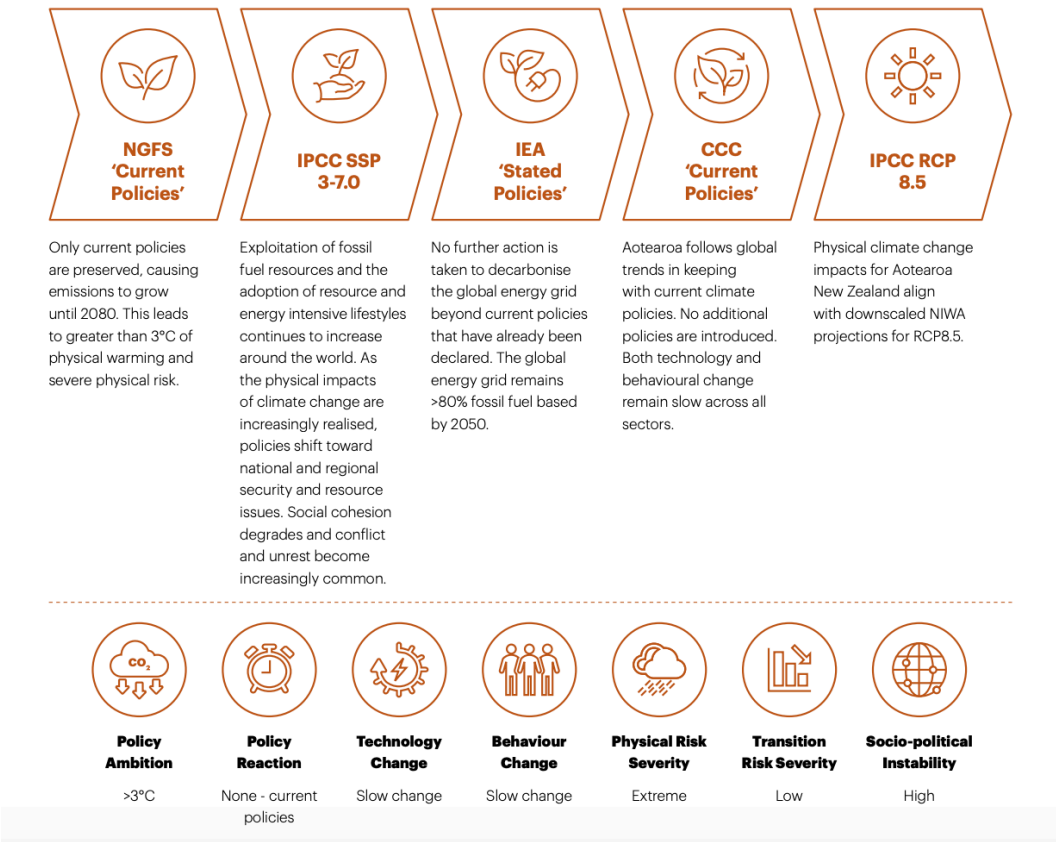 NGFS
‘Current
Policies’
IPCC SSP
3-7.0
IEA
‘Stated
Policies’
CCC
‘Current
Policies’
IPCC RCP
8.5
Only current policies
are preserved, causing
emissions to grow
until 2080. This leads
to greater than 3°C of
physical warming and
severe physical risk.
Exploitation of fossil
fuel resources and the
adoption of resource and
energy intensive lifestyles
continues to increase
around the world. As
the physical impacts
of climate change are
increasingly realised,
policies shift toward
national and regional
security and resource
issues. Social cohesion
degrades and conflict
and unrest become
increasingly common.
No further action is
taken to decarbonise
the global energy grid
beyond current policies
that have already been
declared. The global
energy grid remains
>80% fossil fuel based
by 2050.
Aotearoa follows global
trends in keeping
with current climate
policies. No additional
policies are introduced.
Both technology and
behavioural change
remain slow across all
sectors.
Physical climate change
impacts for Aotearoa
New Zealand align
with downscaled NIWA
projections for RCP8.5.
CO₂
Policy
Ambition
>3°C
Policy
Reaction
None - current
policies
Technology
Change
Slow change
Behaviour
Change
Slow change
Physical Risk
Severity
Extreme
Transition
Risk Severity
Low
Socio-political
Instability
High